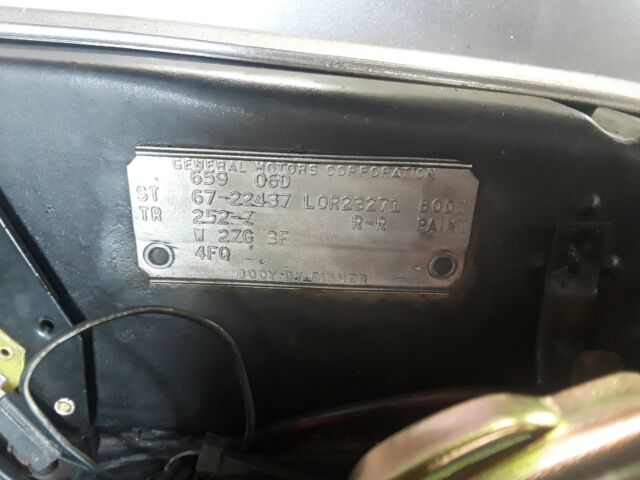 GENERAL MOTORS CORPORATION
659 06D
ST 67-22437 LOR23271 BODY
TR 252-Z R-R PAINT
W 2ZG 3F
4FQ
BODY BY FISHER